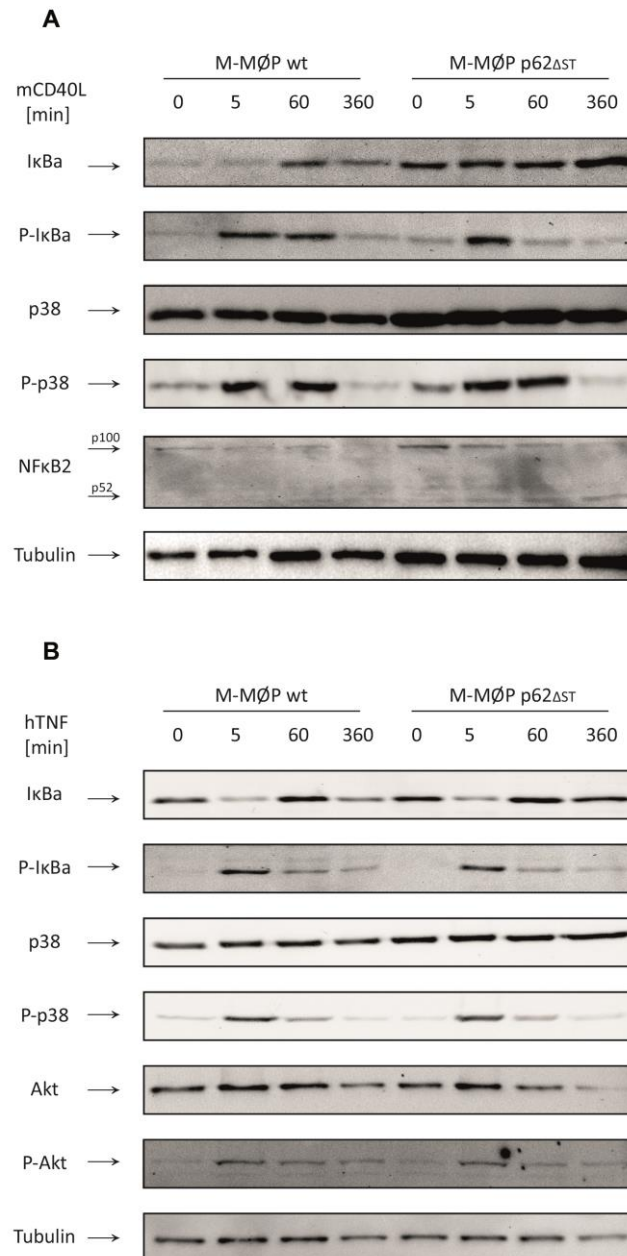 A
M-MØP wt M-MØP p62ΔST
mCD40L
[min] 0 5 60 360 0 5 60 360
IκBa →
P-IκBa →
p38 →
P-p38 →
p100 →
NFκB2
p52 →
Tubulin →
B
M-MØP wt M-MØP p62ΔST
hTNF
[min] 0 5 60 360 0 5 60 360
IκBa →
P-IκBa →
p38 →
P-p38 →
Akt →
P-Akt →
Tubulin →